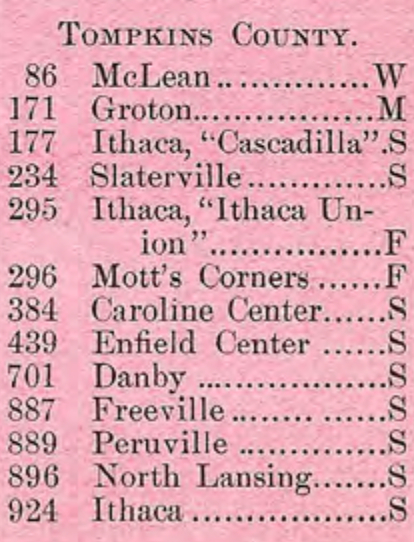 TOMPKINS COUNTY.
86 McLean .. .............W
171 Groton.................M
177 Ithaca, "Cascadilla".S
234 Slaterville.............S
295 Ithaca, "Ithaca Un-
ion"................F
296 Mott's Corners ......F
384 Caroline Center......S
439 Enfield Center ......S
701 Danby .................S
887 Freeville ........ ......S
889 Peruville ..............S
896 North Lansing.......S
924 Ithaca ..................S